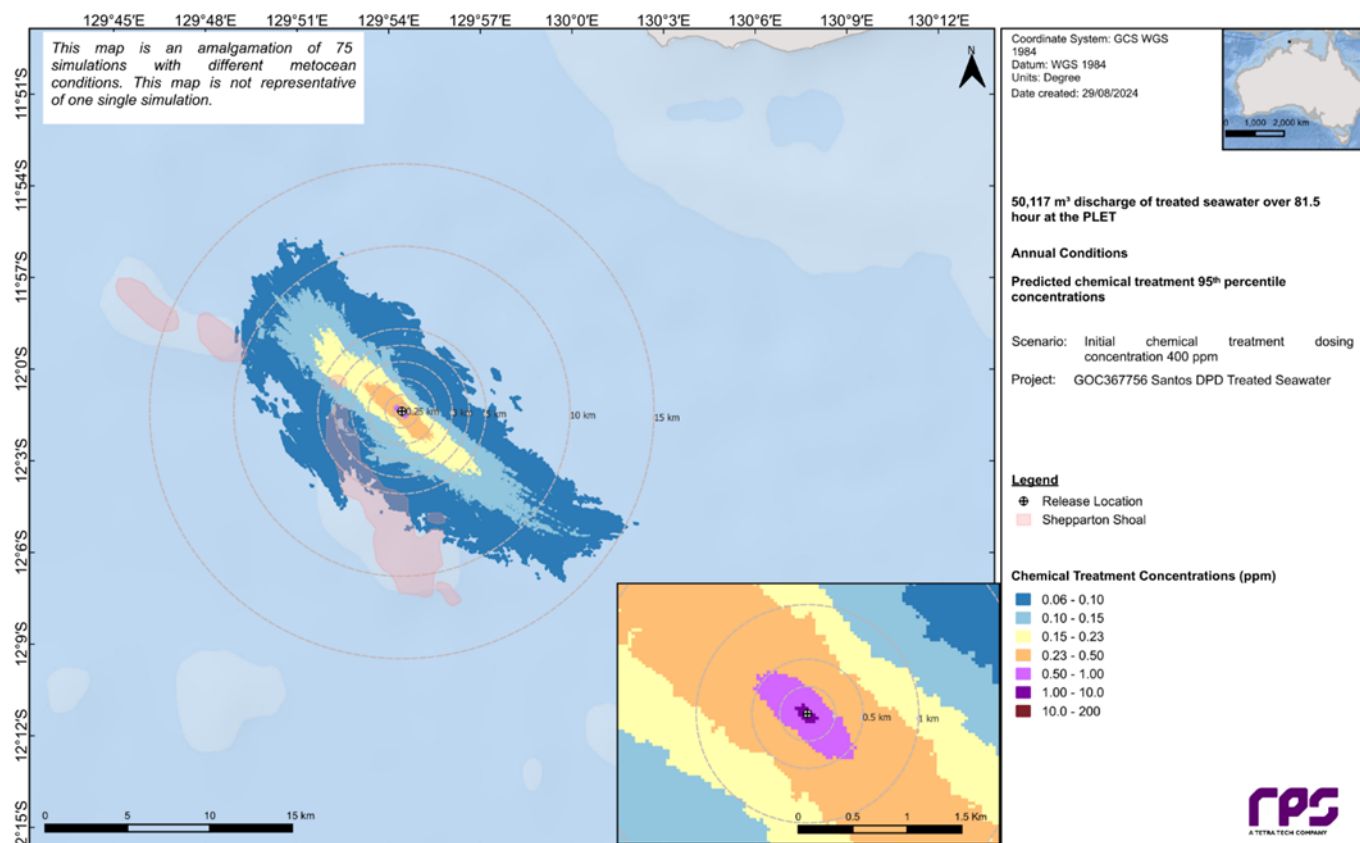 129°45'E 129°48'E 129°51'E 129°54'E 129°57'E 130°0'E 130°3'E 130°6'E 130°9'E 130°12'E
This map is an amalgamation of 75
simulations with different metocean
conditions. This map is not representative
of one single simulation.
N
11°51'S
11°54'S
11°57'S
12°0'S
12°3'S
12°6'S
12°9'S
12°12'S
2°15'S
0.25 km
5 km
10 km
15 km
0 5 10 15 km
0.5 km
1 km
0 0.5 1 1.5 Km
Coordinate System: GCS WGS
1984
Datum: WGS 1984
Units: Degree
Date created: 29/08/2024
0 1,000 2,000 km
50,117 m³ discharge of treated seawater over 81.5
hour at the PLET
Annual Conditions
Predicted chemical treatment 95th percentile
concentrations
Scenario: Initial chemical treatment dosing
concentration 400 ppm
Project: GOC367756 Santos DPD Treated Seawater
Legend
Release Location
Shepparton Shoal
Chemical Treatment Concentrations (ppm)
0.06 - 0.10
0.10 - 0.15
0.15 - 0.23
0.23 - 0.50
0.50 - 1.00
1.00 - 10.0
10.0 - 200
rps
A TETRA TECH COMPANY